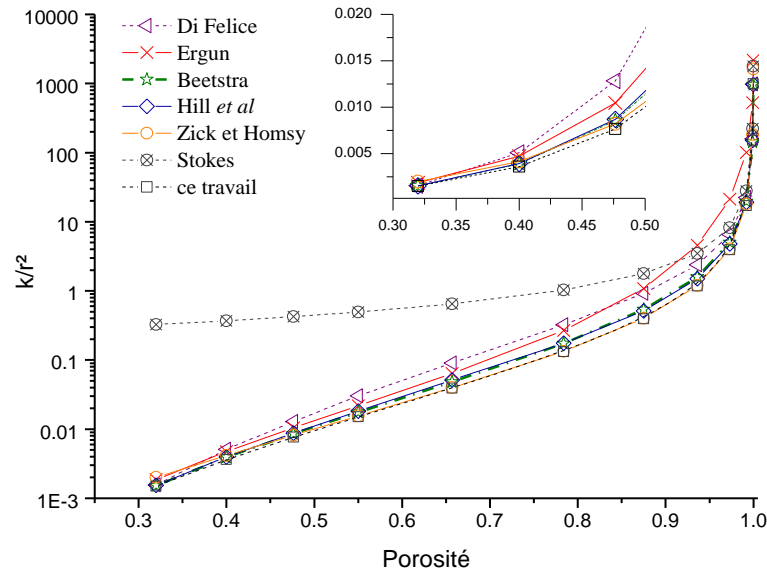 10000
1000
100
10
1
0.1
0.01
1E-3
k/r²
0.3 0.4 0.5 0.6 0.7 0.8 0.9 1.0
Porosité
Di Felice
Ergun
Beetstra
Hill et al
Zick et Homsy
Stokes
ce travail
0.020
0.015
0.010
0.005
0.30 0.35 0.40 0.45 0.50